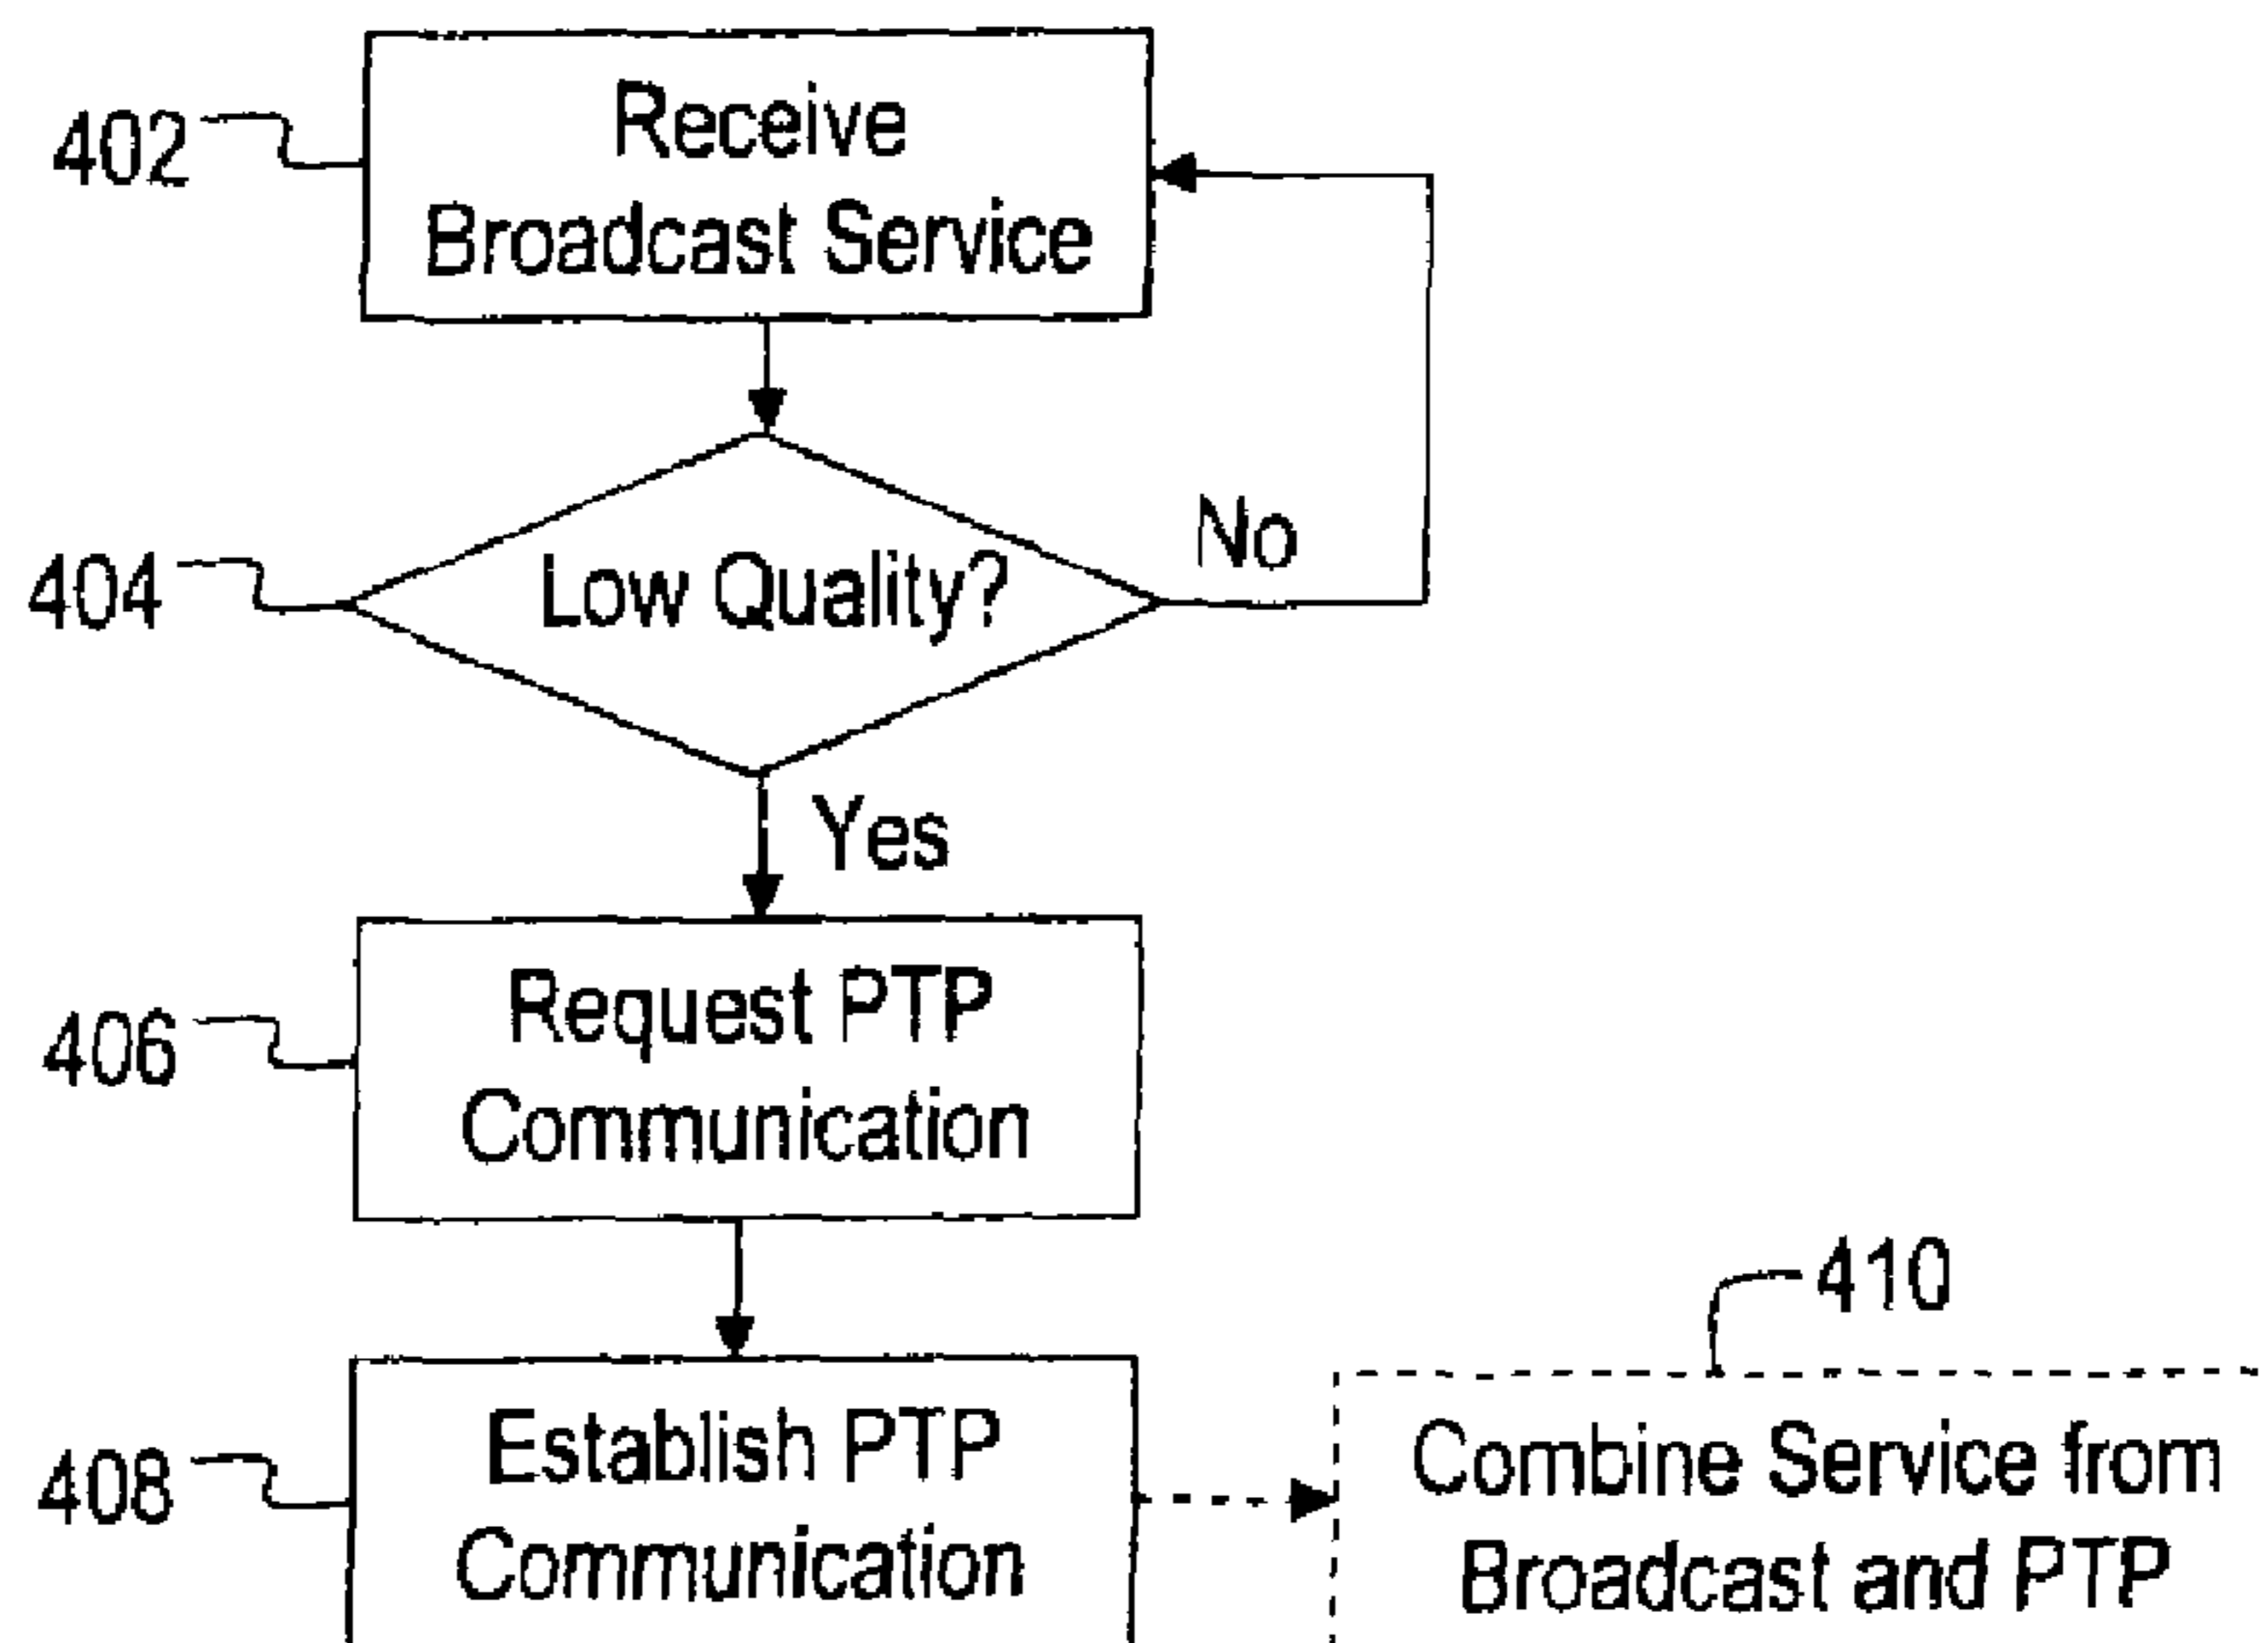 402
Receive
Broadcast Service
404
Low Quality?
No
Yes
406
Request PTP
Communication
408
Establish PTP
Communication
410
Combine Service from
Broadcast and PTP